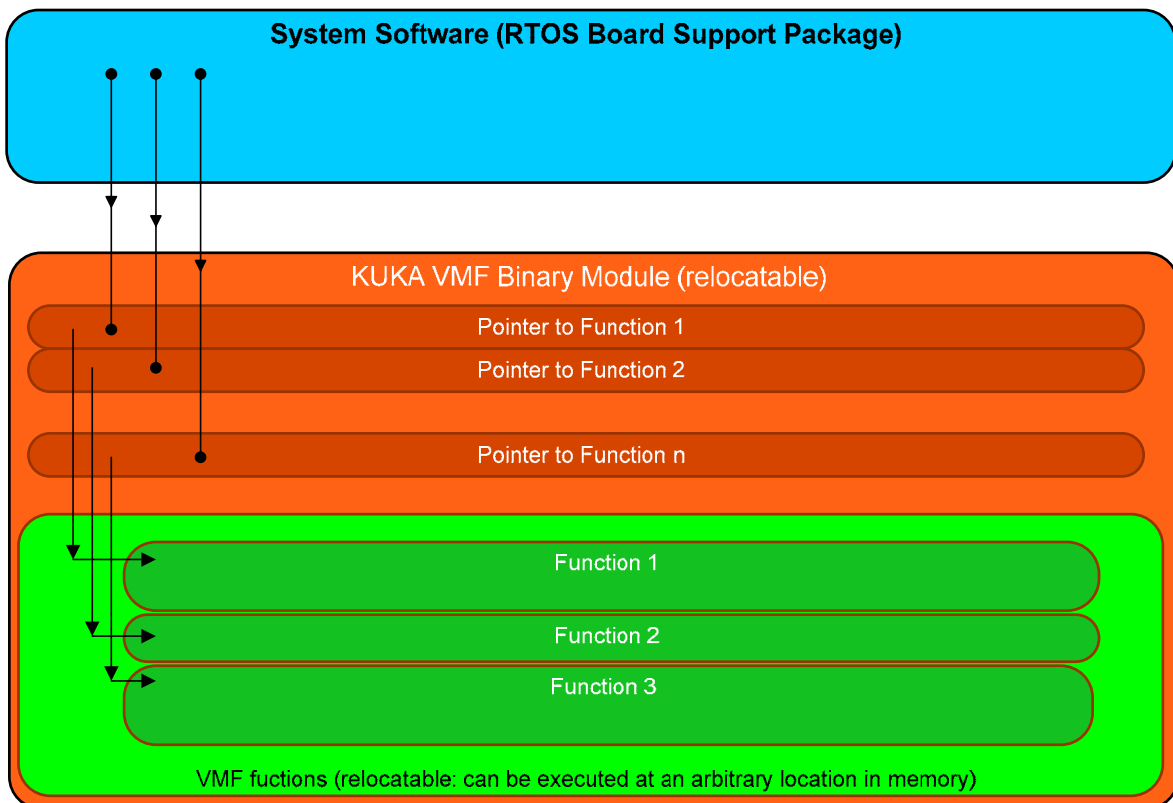 System Software (RTOS Board Support Package)
KUKA VMF Binary Module (relocatable)
Pointer to Function 1
Pointer to Function 2
Pointer to Function n
Function 1
Function 2
Function 3
VMF fuctions (relocatable: can be executed at an arbitrary location in memory)